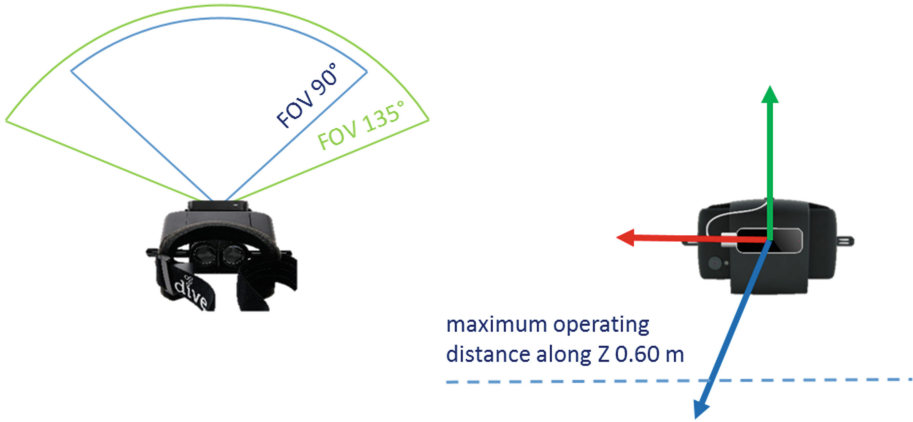 FOV 90°
FOV 135°
dive
maximum operating
distance along Z 0.60 m